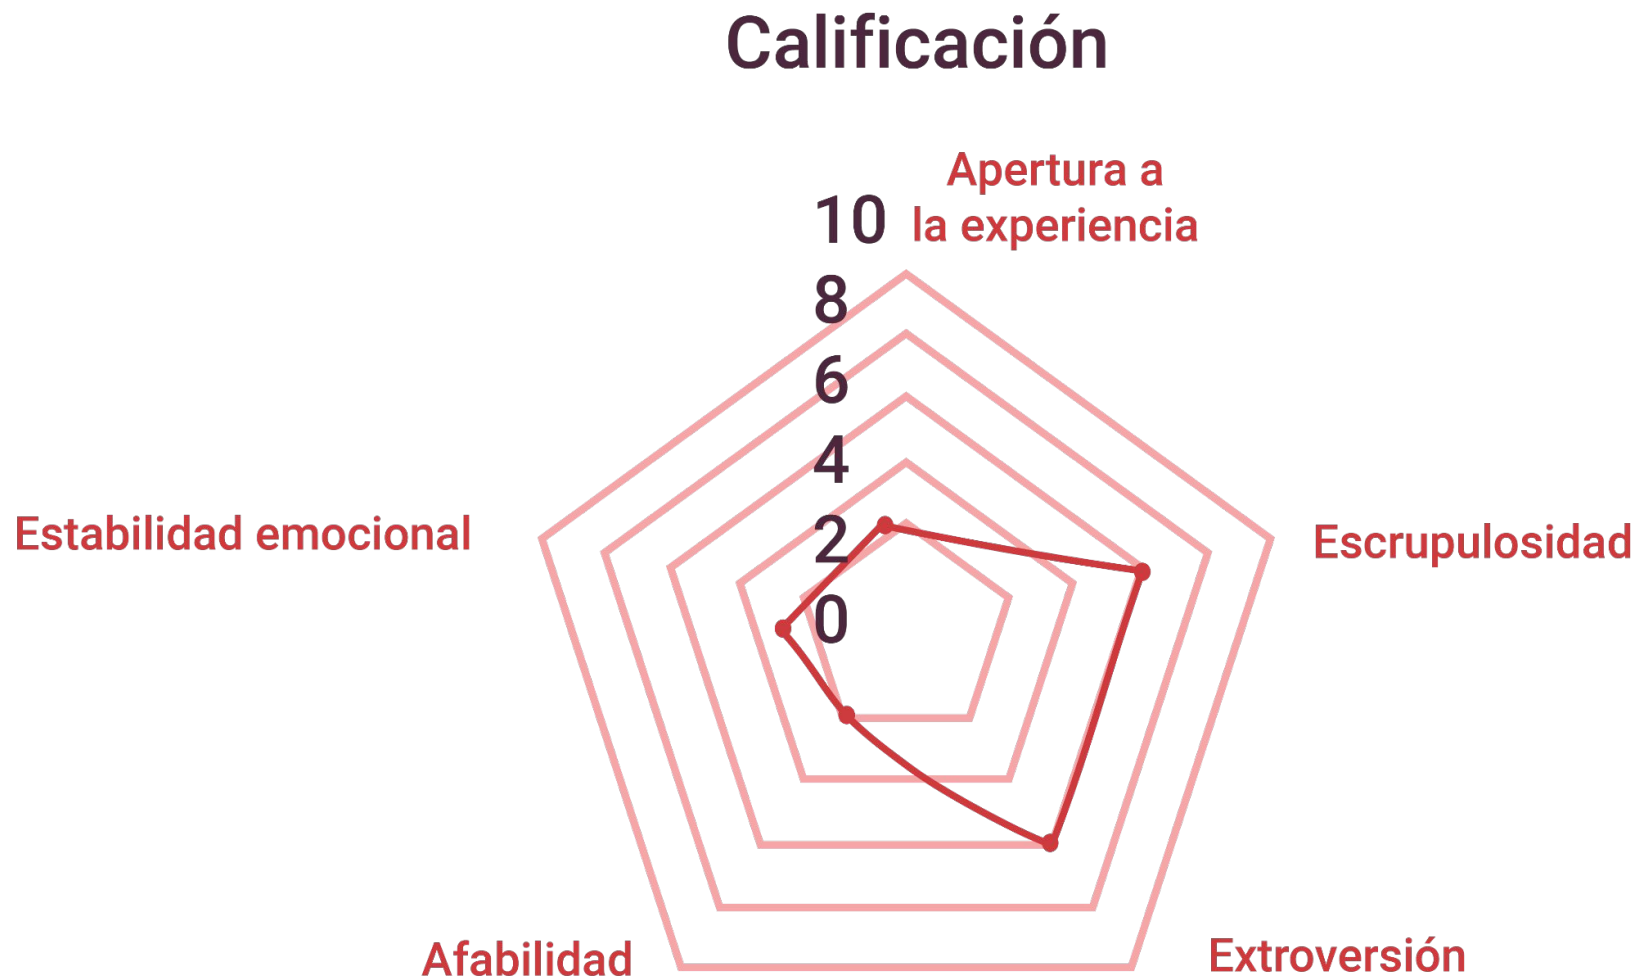 Calificación
Apertura a
la experiencia
10
8
6
4
2
0
Estabilidad emocional
Escrupulosidad
Afabilidad
Extroversión